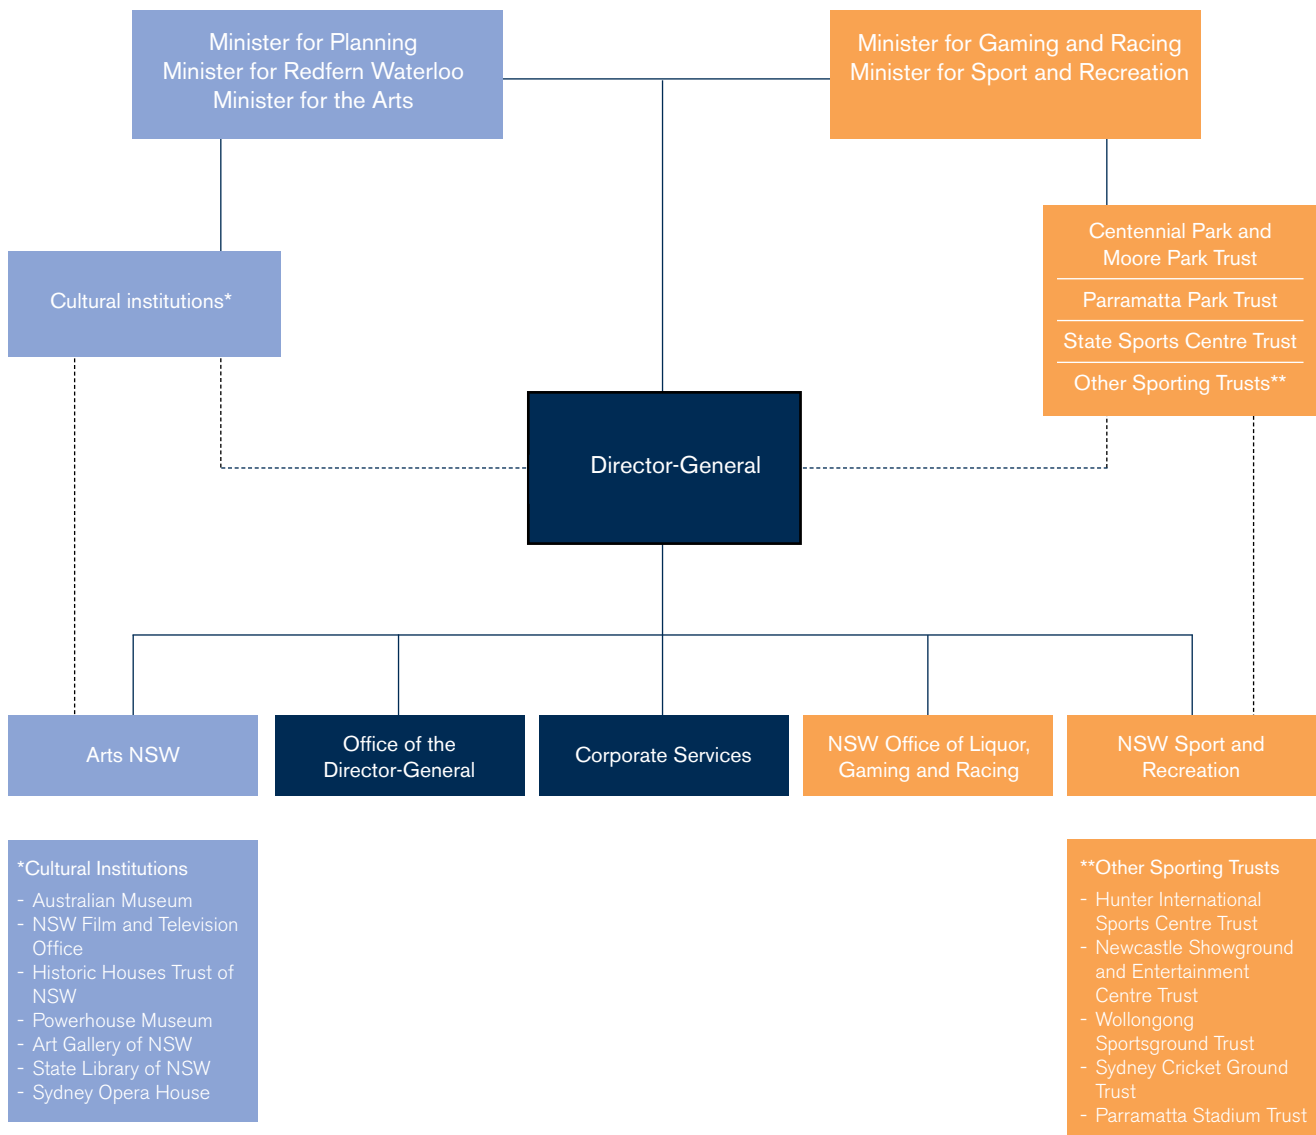 Minister for Planning
Minister for Redfern Waterloo
Minister for the Arts
Minister for Gaming and Racing
Minister for Sport and Recreation
Cultural institutions*
Centennial Park and
Moore Park Trust
Parramatta Park Trust
State Sports Centre Trust
Other Sporting Trusts**
Director-General
Arts NSW
Office of the
Director-General
Corporate Services
NSW Office of Liquor,
Gaming and Racing
NSW Sport and
Recreation
*Cultural Institutions
- Australian Museum
- NSW Film and Television
Office
- Historic Houses Trust of
NSW
- Powerhouse Museum
- Art Gallery of NSW
- State Library of NSW
- Sydney Opera House
**Other Sporting Trusts
- Hunter International
Sports Centre Trust
- Newcastle Showground
and Entertainment
Centre Trust
- Wollongong
Sportsground Trust
- Sydney Cricket Ground
Trust
- Parramatta Stadium Trust